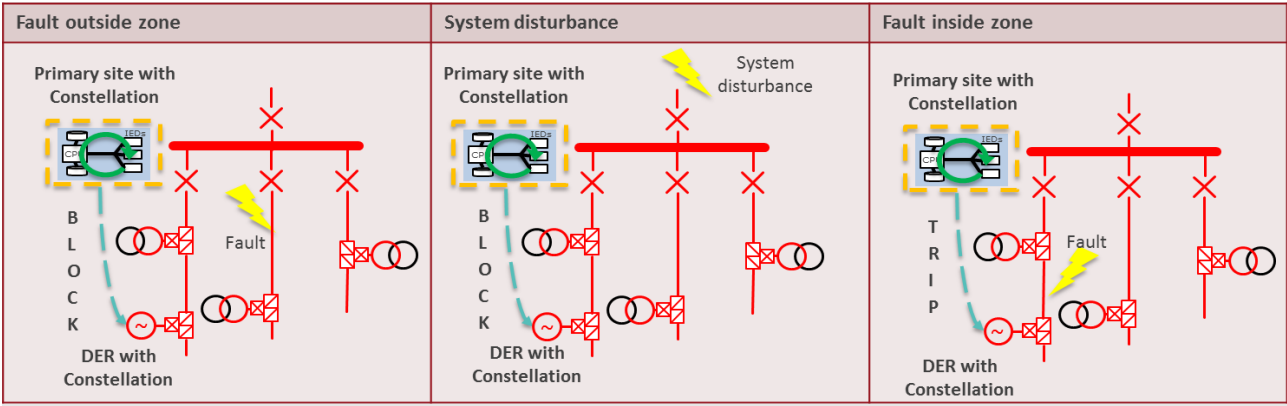 Fault outside zone
System disturbance
Fault inside zone
Primary site with
Constellation
IEDs
CPU
B
L
O
C
K
Fault
~
DER with
Constellation
Primary site with
Constellation
System
disturbance
IEDs
CPU
B
L
O
C
K
~
DER with
Constellation
Primary site with
Constellation
IEDs
CPU
T
R
I
P
Fault
~
DER with
Constellation